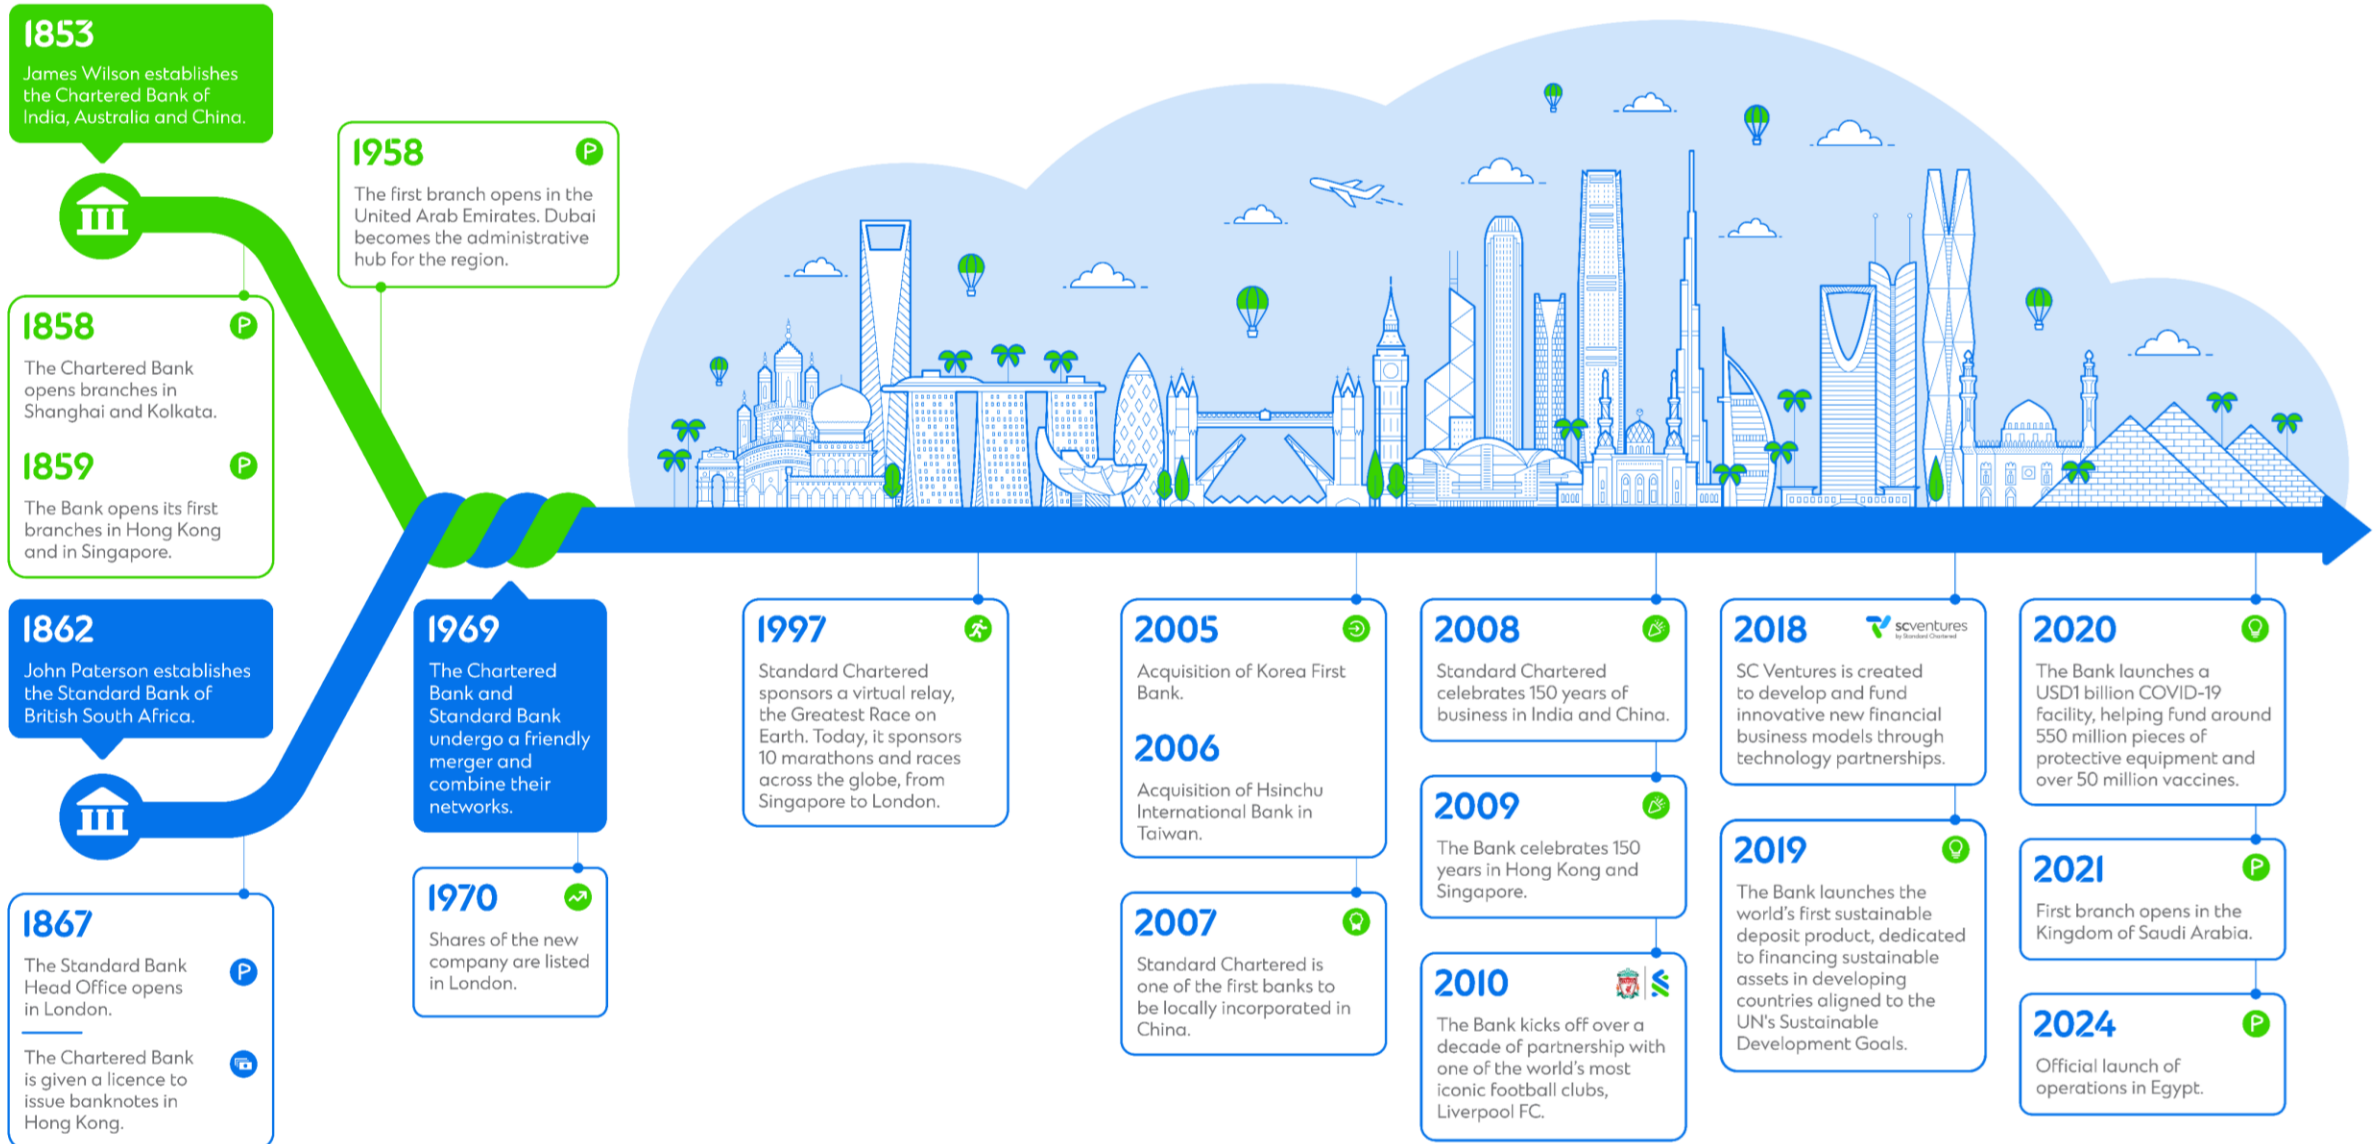 1853
James Wilson establishes
the Chartered Bank of
India, Australia and China.
1858
The Chartered Bank
opens branches in
Shanghai and Kolkata.
1859
The Bank opens its first
branches in Hong Kong
and in Singapore.
1862
John Paterson establishes
the Standard Bank of
British South Africa.
1867
The Standard Bank
Head Office opens
in London.
The Chartered Bank
is given a licence to
issue banknotes in
Hong Kong.
1958
The first branch opens in the
United Arab Emirates. Dubai
becomes the administrative
hub for the region.
1969
The Chartered
Bank and
Standard Bank
undergo a friendly
merger and
combine their
networks.
1970
Shares of the new
company are listed
in London.
1997
Standard Chartered
sponsors a virtual relay,
the Greatest Race on
Earth. Today, it sponsors
10 marathons and races
across the globe, from
Singapore to London.
2005
Acquisition of Korea First
Bank.
2006
Acquisition of Hsinchu
International Bank in
Taiwan.
2007
Standard Chartered is
one of the first banks to
be locally incorporated in
China.
2008
Standard Chartered
celebrates 150 years of
business in India and China.
2009
The Bank celebrates 150
years in Hong Kong and
Singapore.
2010
The Bank kicks off over a
decade of partnership with
one of the world's most
iconic football clubs,
Liverpool FC.
2018
scventures
by Standard Chartered
SC Ventures is created
to develop and fund
innovative new financial
business models through
technology partnerships.
2019
The Bank launches the
world's first sustainable
deposit product, dedicated
to financing sustainable
assets in developing
countries aligned to the
UN's Sustainable
Development Goals.
2020
The Bank launches a
USD1 billion COVID-19
facility, helping fund around
550 million pieces of
protective equipment and
over 50 million vaccines.
2021
First branch opens in the
Kingdom of Saudi Arabia.
2024
Official launch of
operations in Egypt.